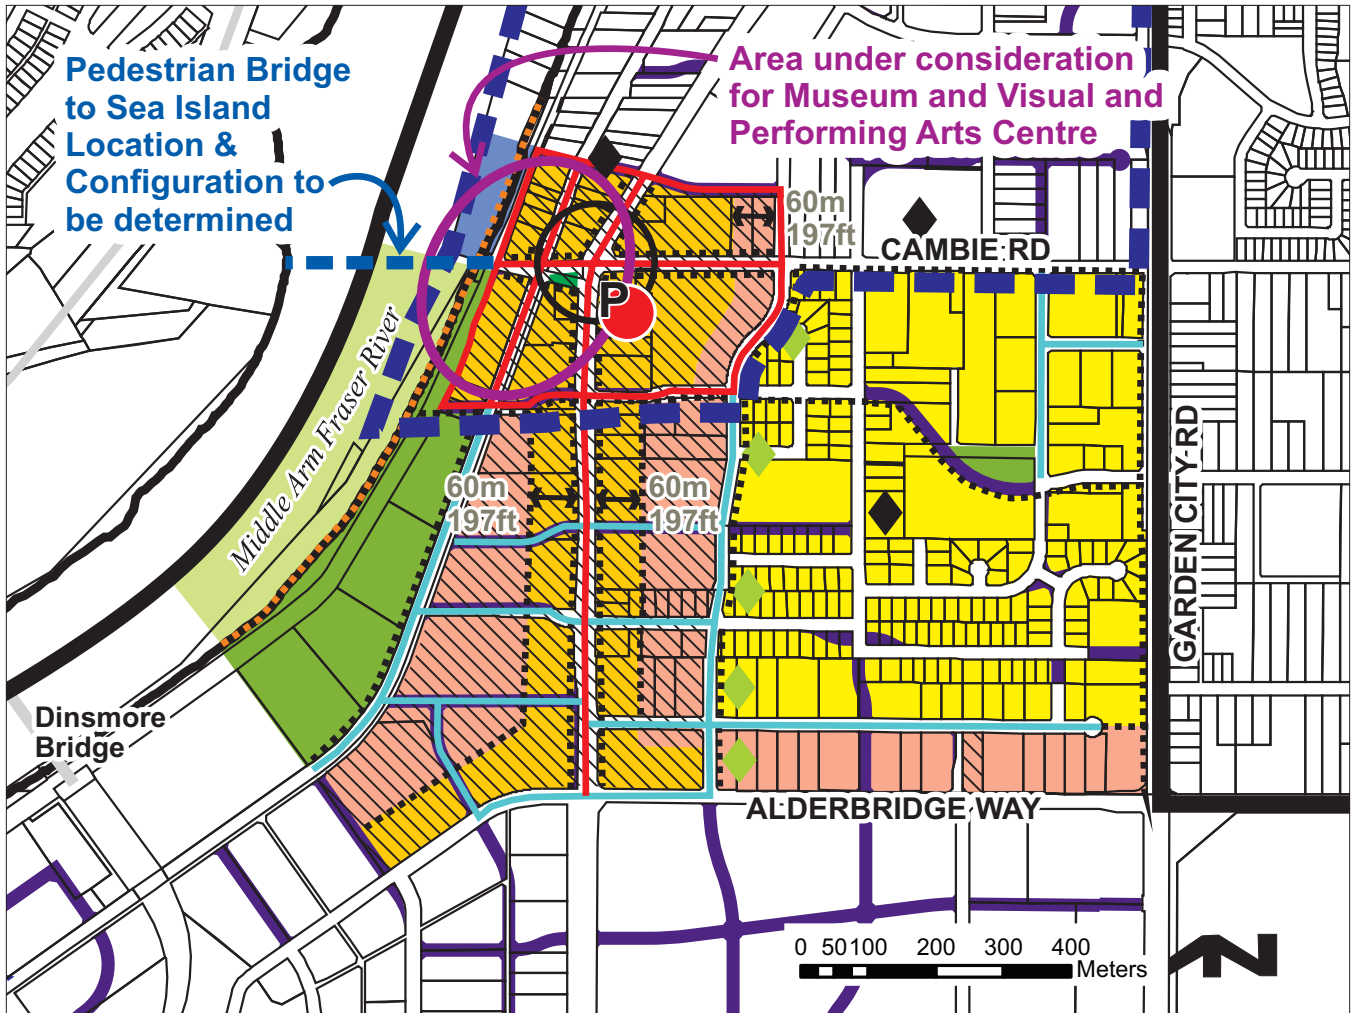 Pedestrian Bridge
to Sea Island
Location &
Configuration to
be determined
Area under consideration
for Museum and Visual and
Performing Arts Centre
60m
197ft
CAMBIE RD
P
Middle Arm Fraser River
60m
197ft
60m
197ft
GARDEN CITY RD
Dinsmore
Bridge
ALDERBRIDGE WAY
0 50 100 200 300 400
Meters
N